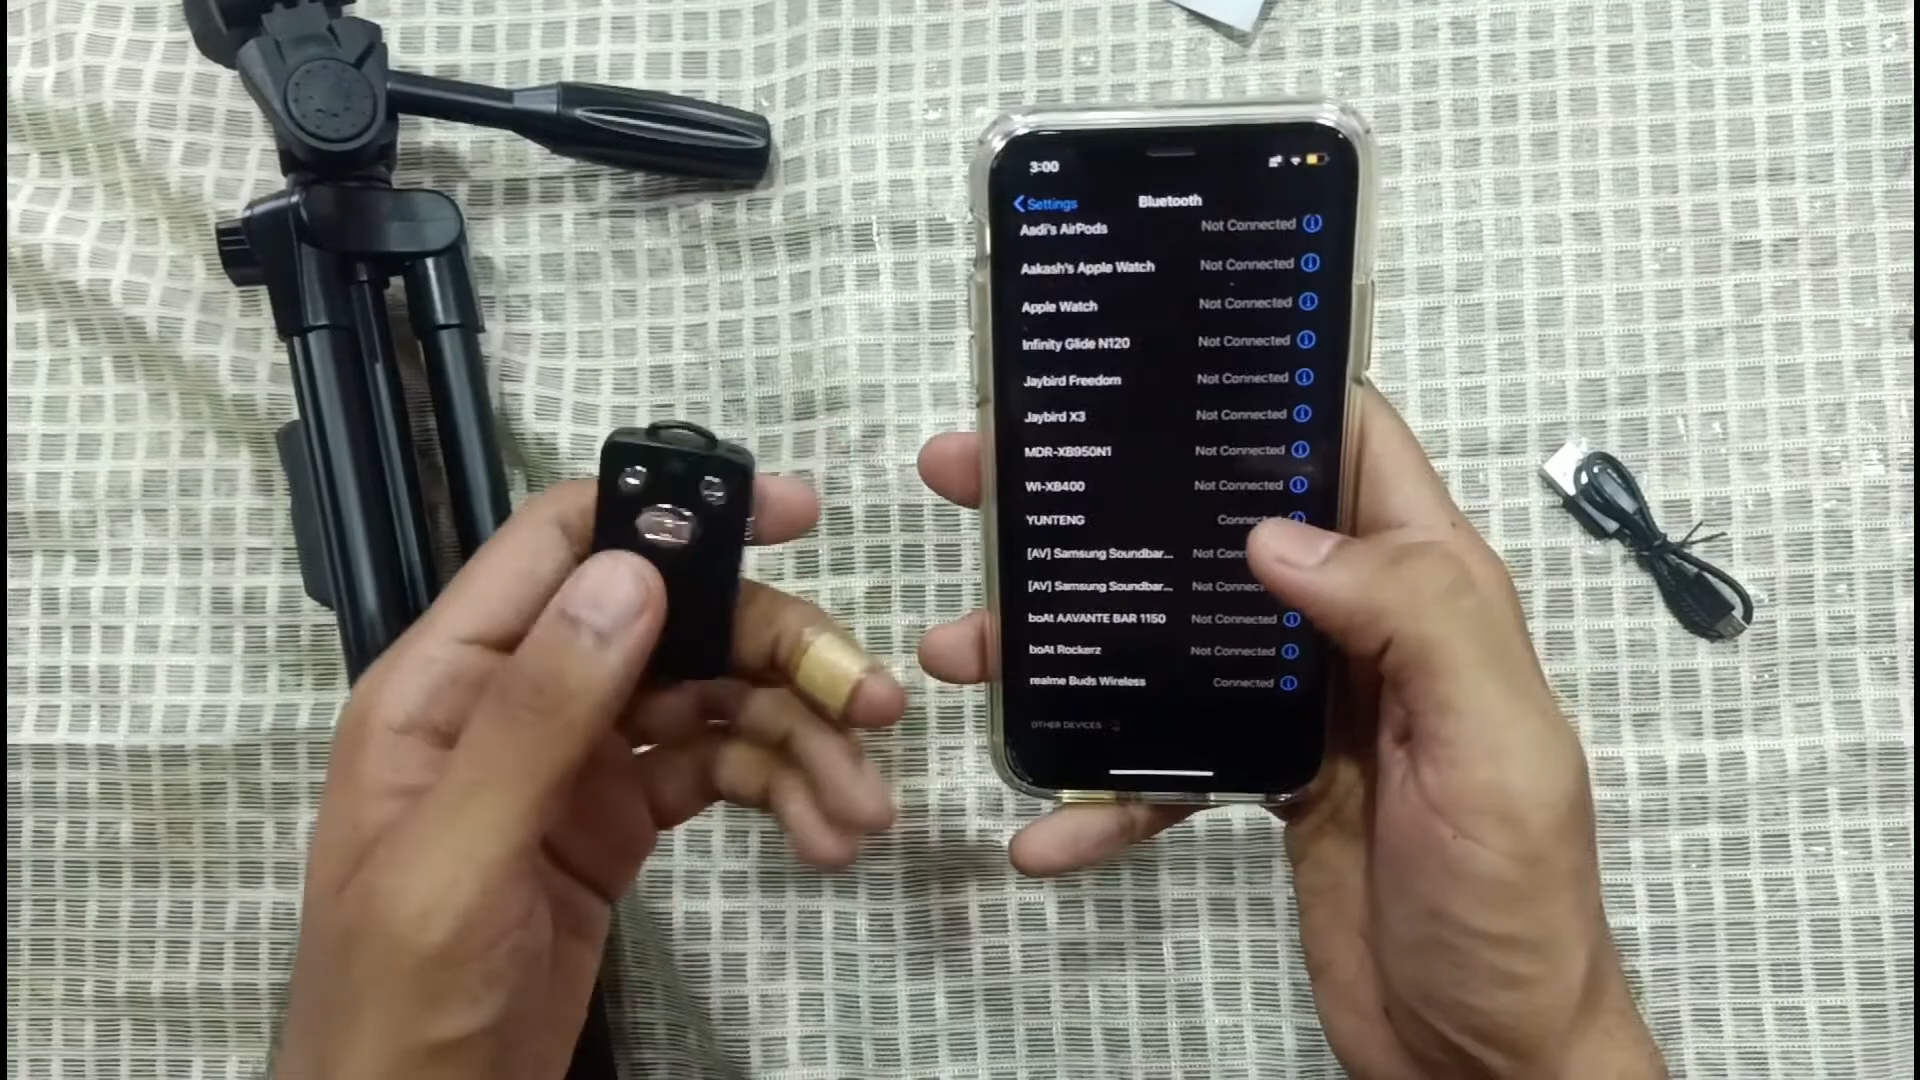 3:00
Settings
Bluetooth
Aadi's AirPods Not Connected
Aakash's Apple Watch Not Connected
Apple Watch Not Connected
Infinity Glide N120 Not Connected
Jaybird Freedom Not Connected
Jaybird X3 Not Connected
MDR-XB950N1 Not Connected
WI-XB400 Not Connected
YUNTENG
[AV] Samsung Soundbar... Not
[AV] Samsung Soundbar... Not
boAt AAVANTE BAR 1150 Not Connected
boAt Rockerz Not Connected
realme Buds Wireless Connected
OTHER DEVICES